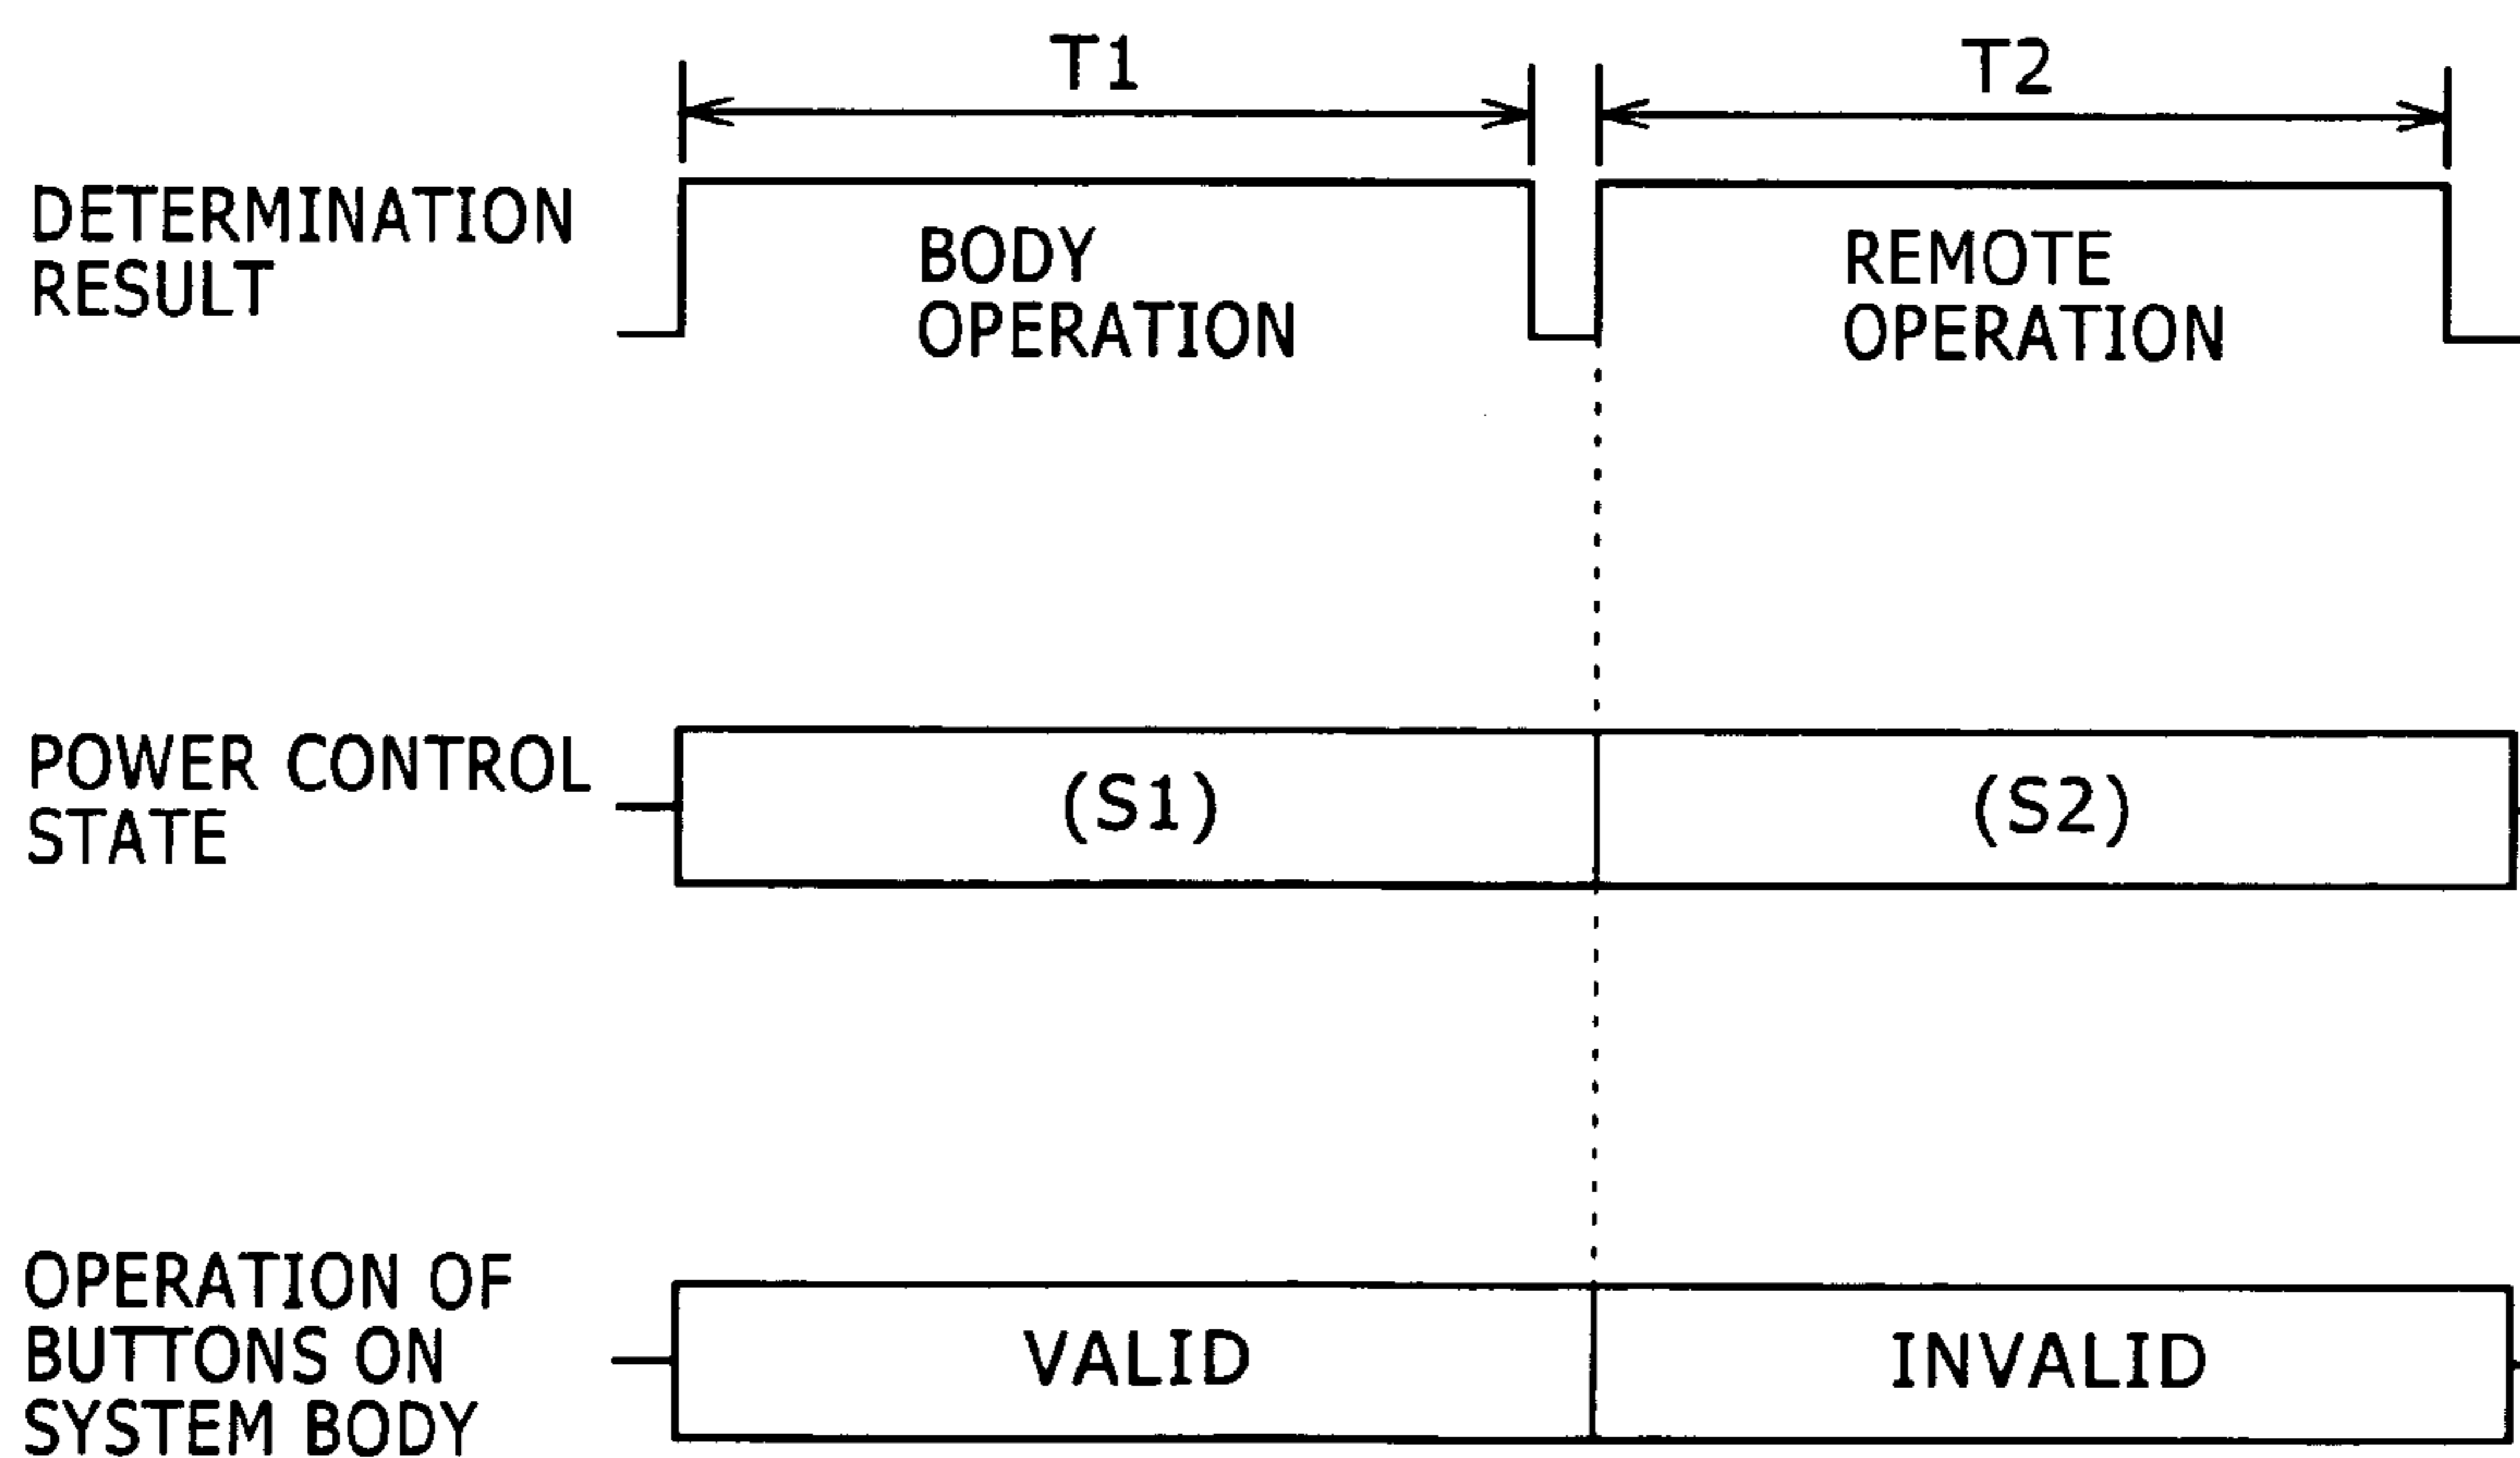 T1
T2
DETERMINATION
RESULT
BODY
OPERATION
REMOTE
OPERATION
POWER CONTROL
STATE
(S1)
(S2)
OPERATION OF
BUTTONS ON
SYSTEM BODY
VALID
INVALID